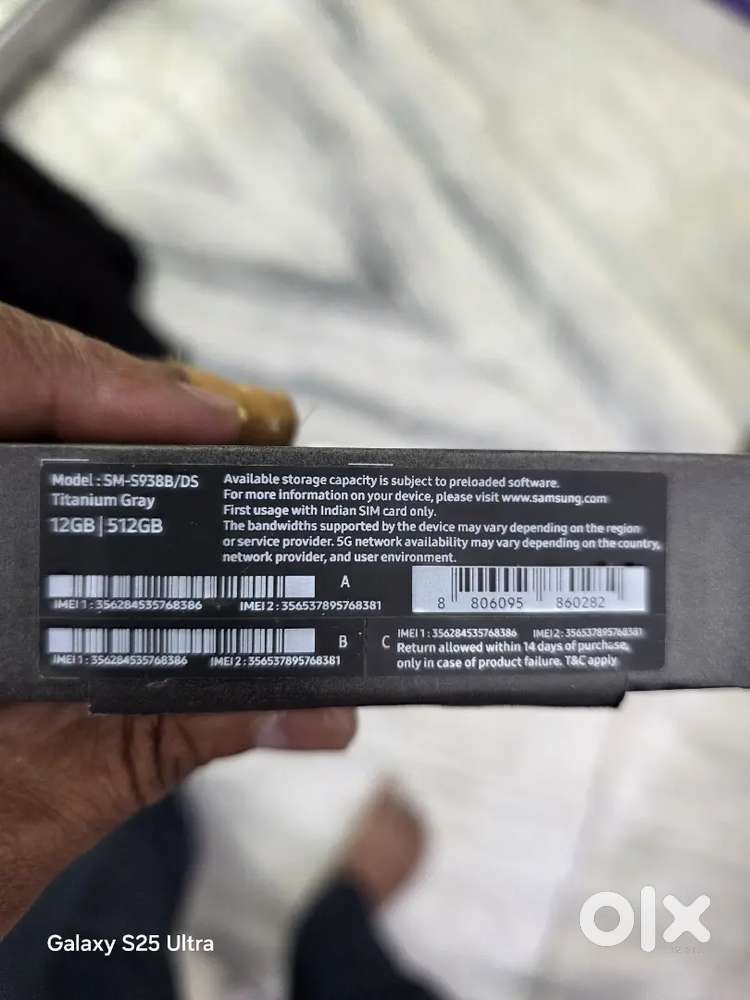 Model : SM-S938B/DS
Titanium Gray
12GB | 512GB
Available storage capacity is subject to preloaded software.
For more information on your device, please visit www.samsung.com
First usage with Indian SIM card only.
The bandwidths supported by the device may vary depending on the region
or service provider. 5G network availability may vary depending on the country,
network provider, and user environment.
IMEI 1 : 356284535768386 IMEI 2 : 356537895768381
A
8 806095 860282
IMEI 1 : 356284535768386 IMEI 2 : 356537895768381
B
C
IMEI 1 : 356284535768386 IMEI 2 : 356537895768381
Return allowed within 14 days of purchase,
only in case of product failure. T&C apply
Galaxy S25 Ultra
olx